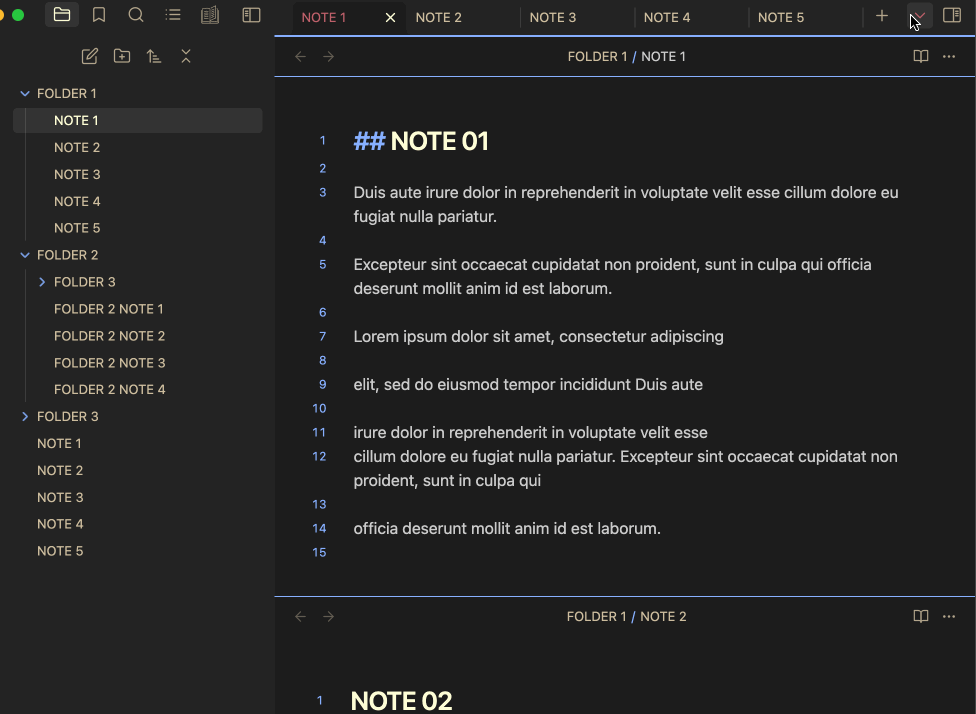 NOTE 1
NOTE 2
NOTE 3
NOTE 4
NOTE 5
FOLDER 1
NOTE 1
NOTE 2
NOTE 3
NOTE 4
NOTE 5
FOLDER 2
FOLDER 3
FOLDER 2 NOTE 1
FOLDER 2 NOTE 2
FOLDER 2 NOTE 3
FOLDER 2 NOTE 4
FOLDER 3
NOTE 1
NOTE 2
NOTE 3
NOTE 4
NOTE 5
FOLDER 1 / NOTE 1
1 ## NOTE 01
2
3 Duis aute irure dolor in reprehenderit in voluptate velit esse cillum dolore eu
fugiat nulla pariatur.
4
5 Excepteur sint occaecat cupidatat non proident, sunt in culpa qui officia
deserunt mollit anim id est laborum.
6
7 Lorem ipsum dolor sit amet, consectetur adipiscing
8
9 elit, sed do eiusmod tempor incididunt Duis aute
10
11 irure dolor in reprehenderit in voluptate velit esse
12 cillum dolore eu fugiat nulla pariatur. Excepteur sint occaecat cupidatat non
proident, sunt in culpa qui
13
14 officia deserunt mollit anim id est laborum.
15
FOLDER 1 / NOTE 2
1 NOTE 02